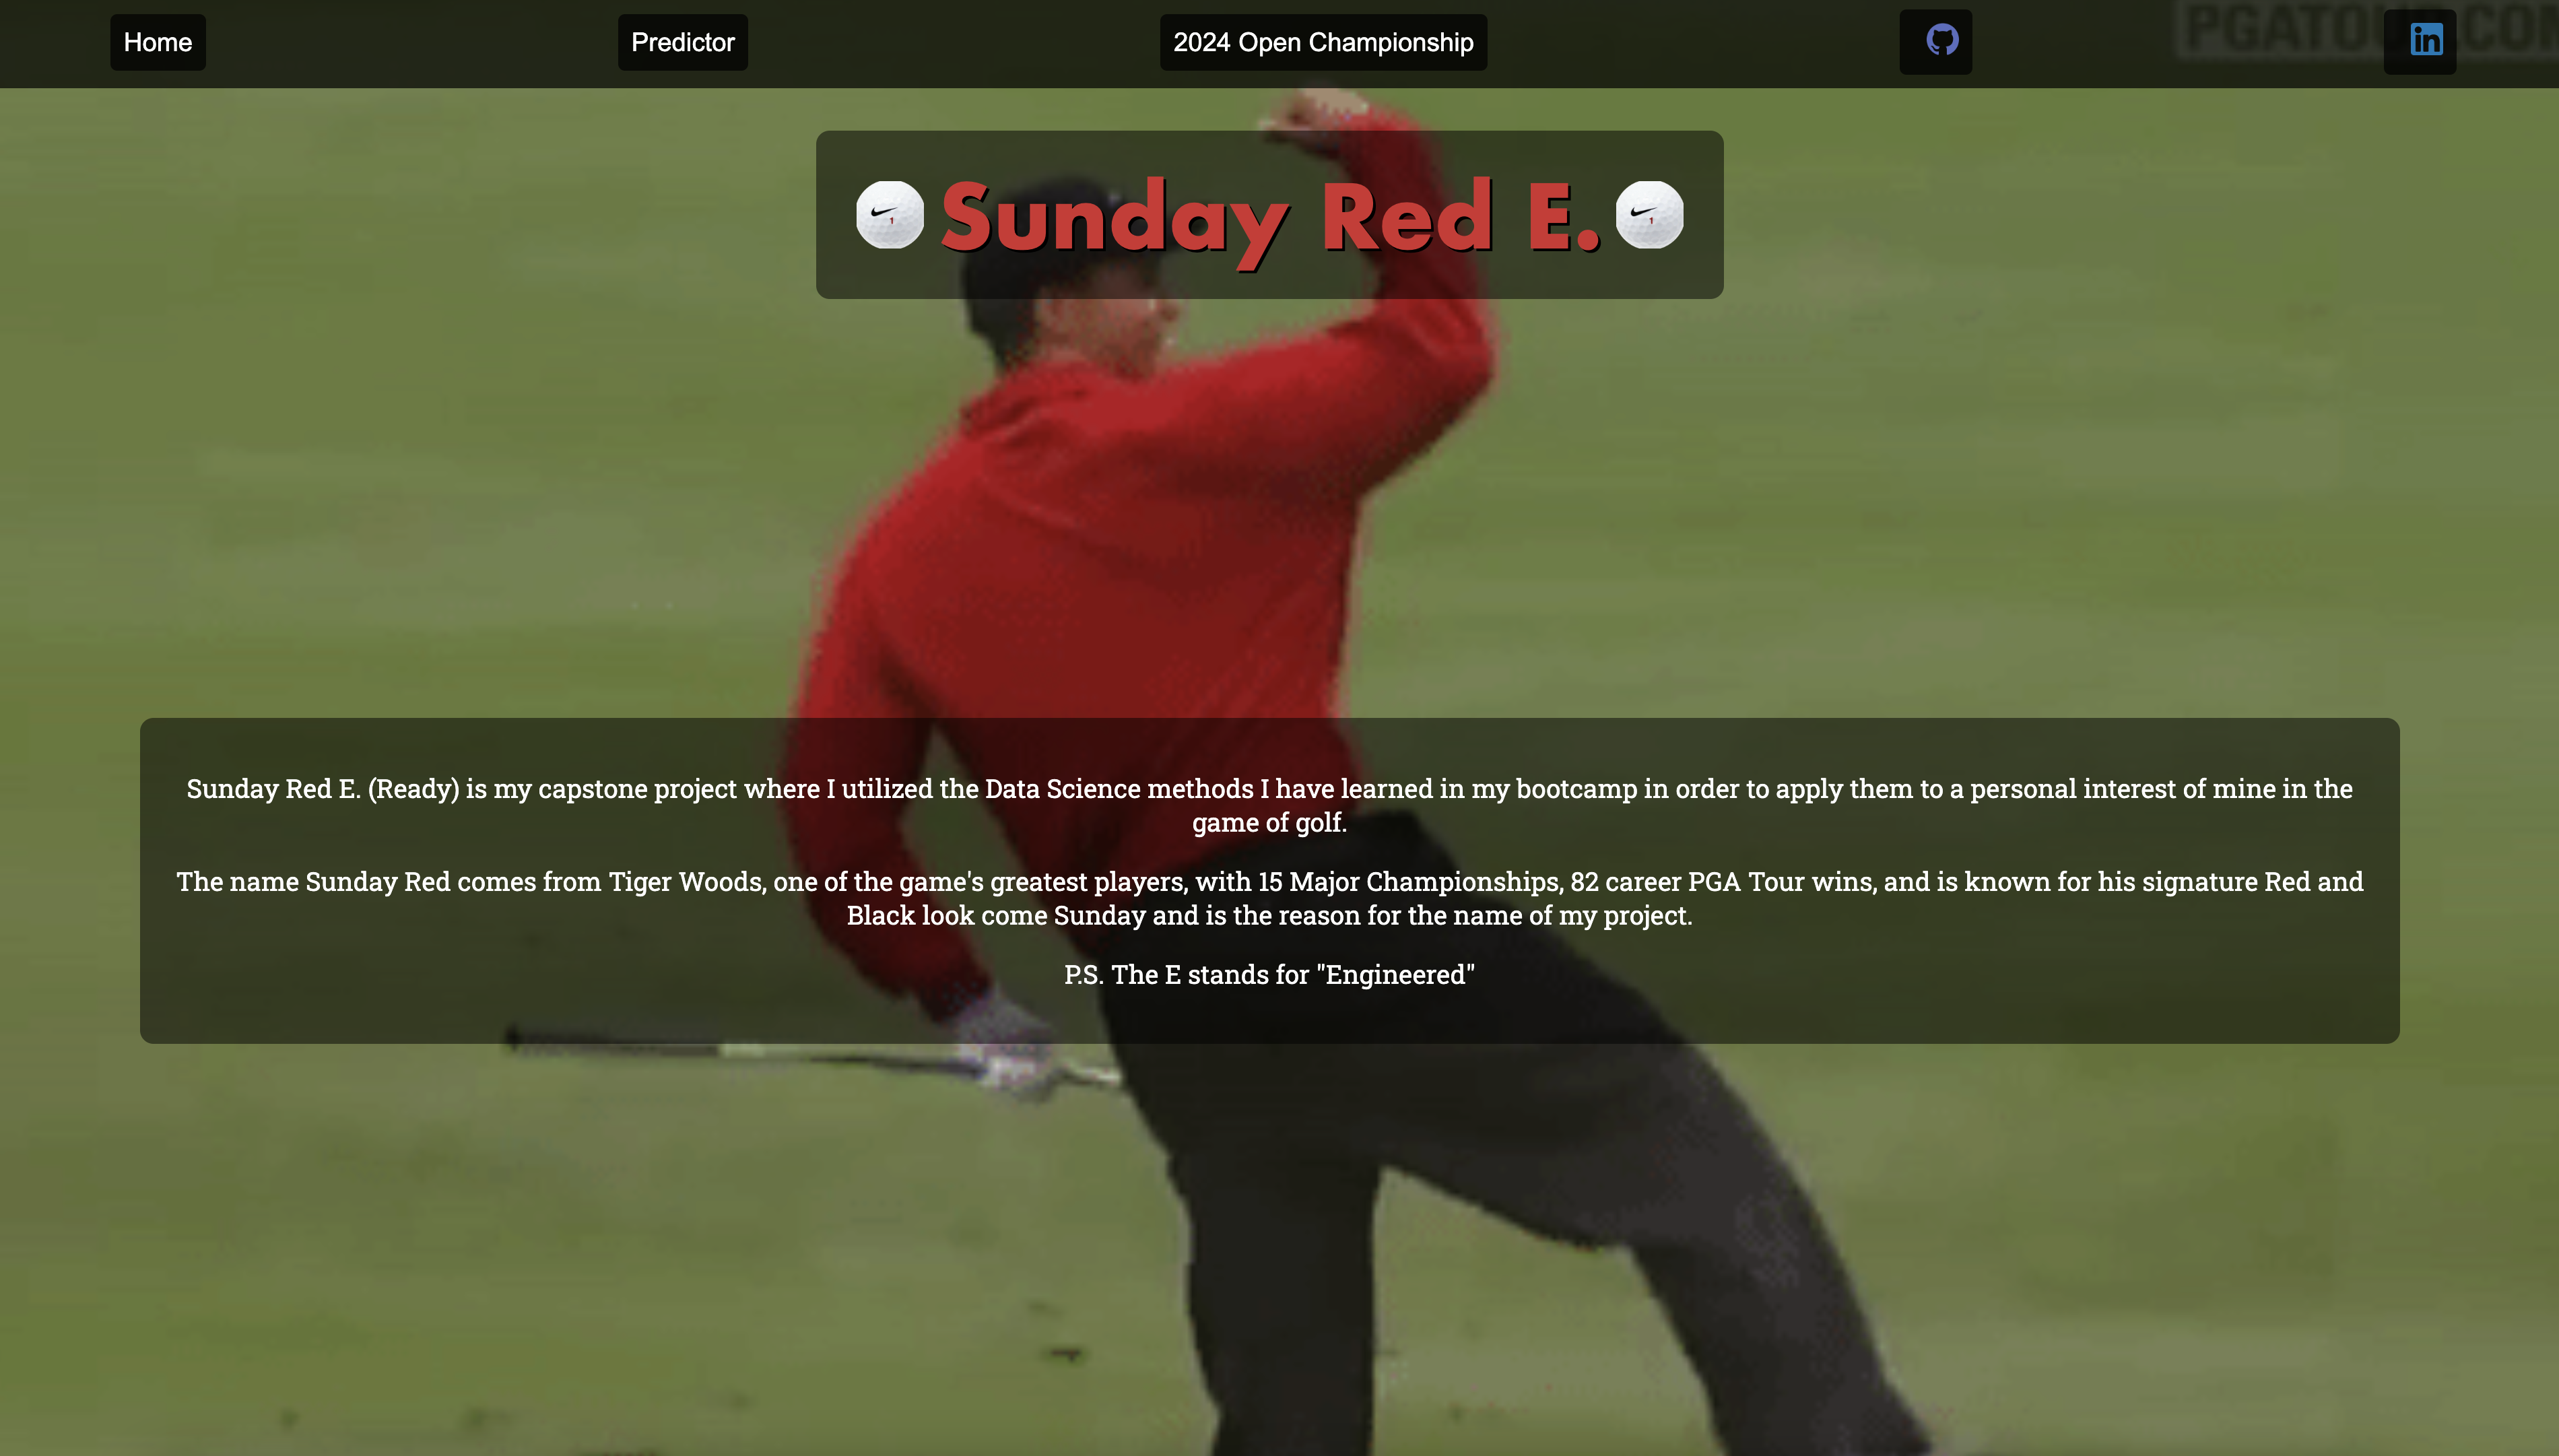 Home
Predictor
2024 Open Championship
in
PGATOUR.COM
Sunday Red E.
1
1
Sunday Red E. (Ready) is my capstone project where I utilized the Data Science methods I have learned in my bootcamp in order to apply them to a personal interest of mine in the
game of golf.
The name Sunday Red comes from Tiger Woods, one of the game's greatest players, with 15 Major Championships, 82 career PGA Tour wins, and is known for his signature Red and
Black look come Sunday and is the reason for the name of my project.
P.S. The E stands for "Engineered"